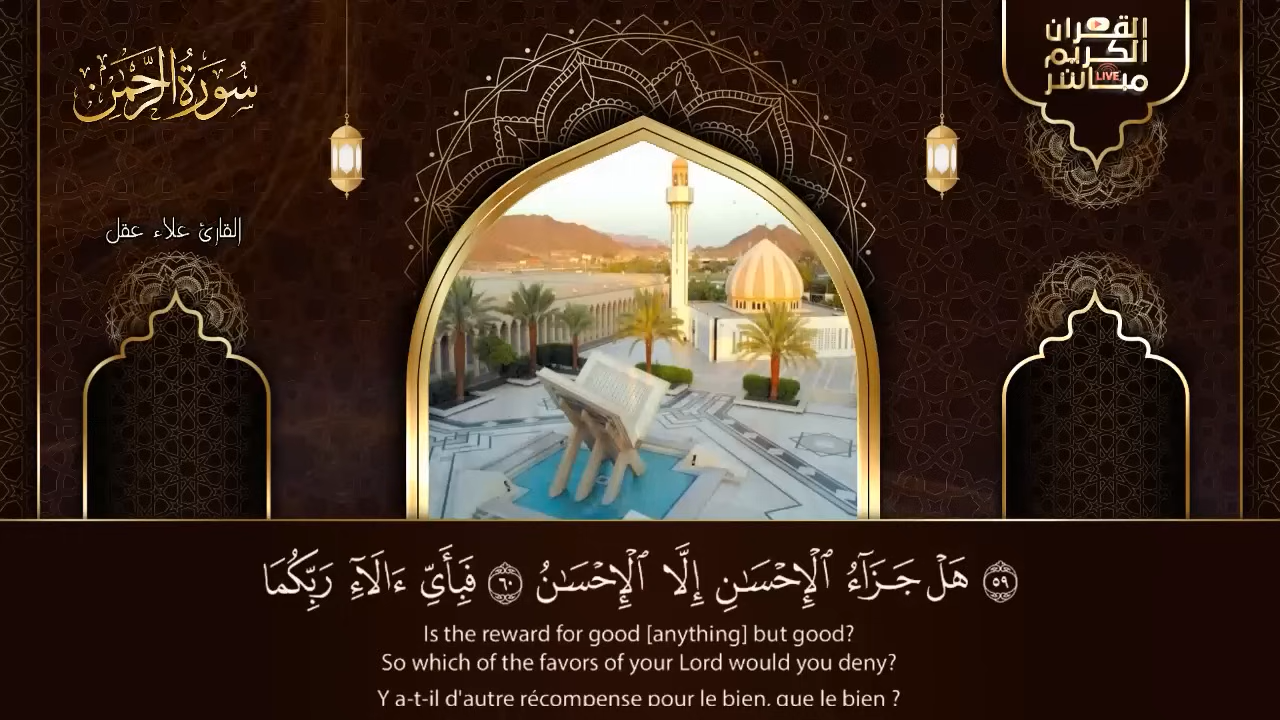 سُورَةُ الرَّحْمَٰن
القرآن
الكريم
مباشر
LIVE
القارئ علاء عقل
٥٩ هَلْ جَزَآءُ ٱلْإِحْسَـٰنِ إِلَّا ٱلْإِحْسَـٰنُ ٦٠ فَبِأَىِّ ءَالَآءِ رَبِّكُمَا
Is the reward for good [anything] but good?
So which of the favors of your Lord would you deny?
Y a-t-il d'autre récompense pour le bien, que le bien ?